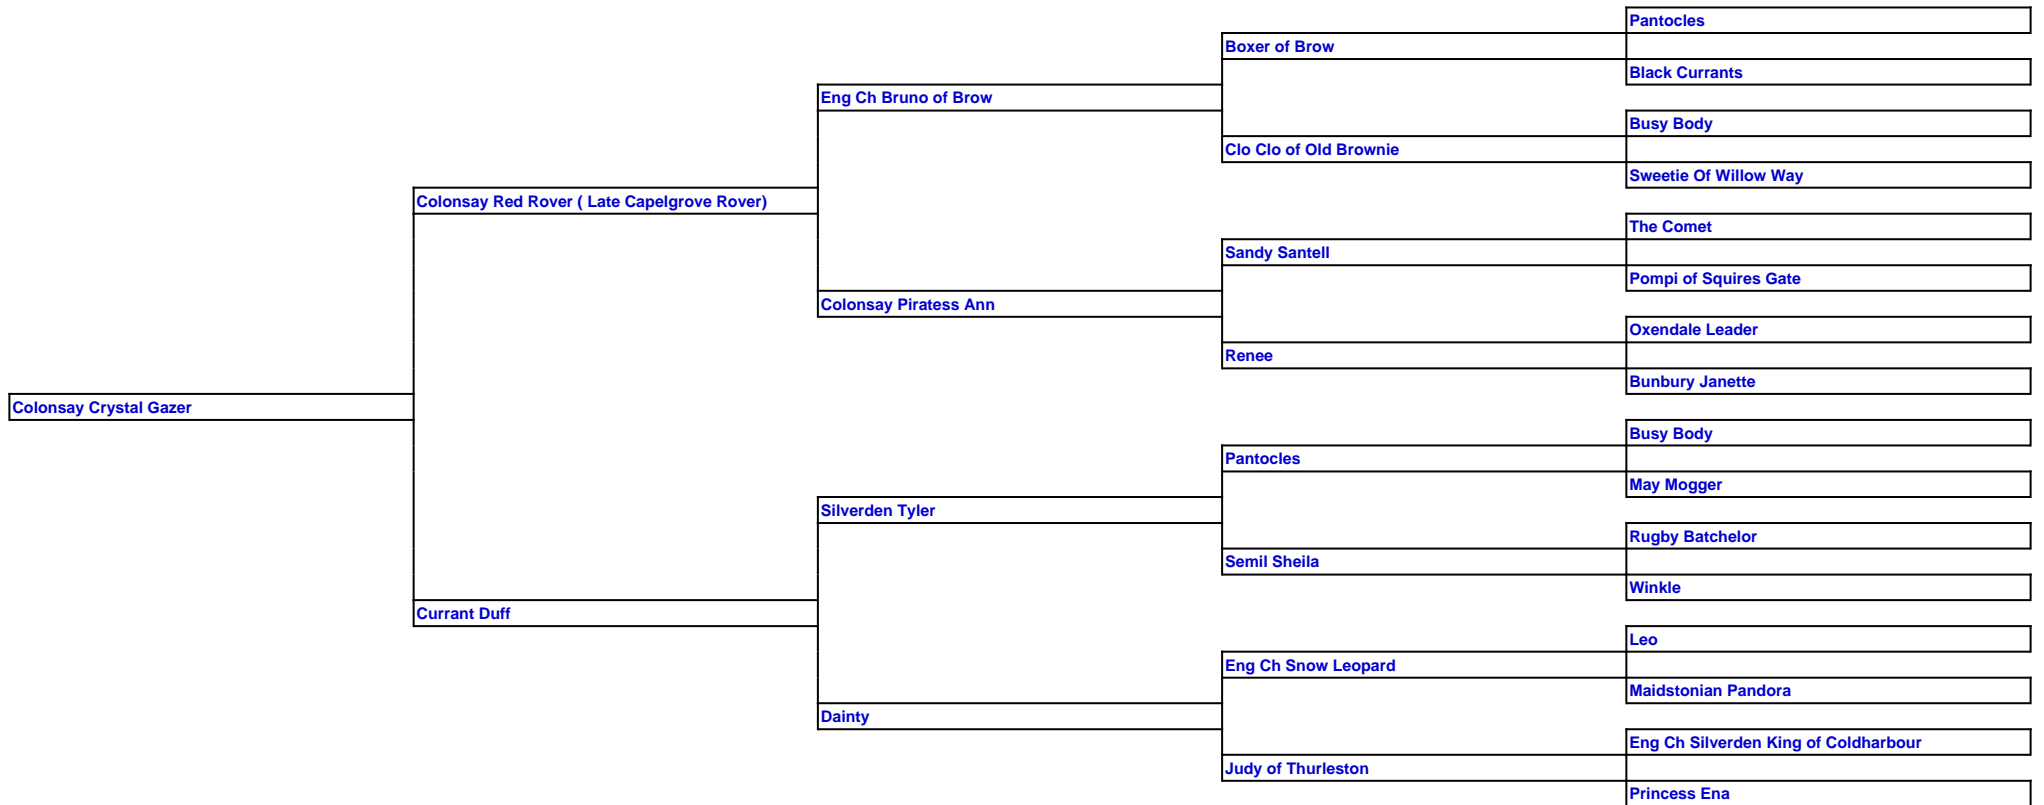 Pantocles
Boxer of Brow
Black Currants
Eng Ch Bruno of Brow
Busy Body
Clo Clo of Old Brownie
Sweetie Of Willow Way
Colonsay Red Rover ( Late Capelgrove Rover)
The Comet
Sandy Santell
Pompi of Squires Gate
Colonsay Piratess Ann
Oxendale Leader
Renee
Bunbury Janette
Colonsay Crystal Gazer
Busy Body
Pantocles
May Mogger
Silverden Tyler
Rugby Batchelor
Semil Sheila
Winkle
Currant Duff
Leo
Eng Ch Snow Leopard
Maidstonian Pandora
Dainty
Eng Ch Silverden King of Coldharbour
Judy of Thurleston
Princess Ena